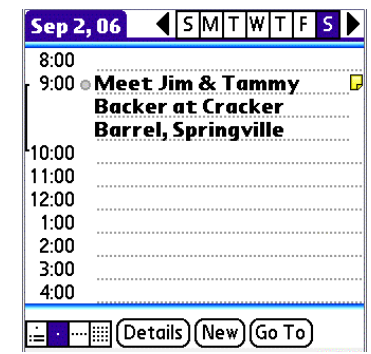 Sep 2, 06 S M T W T F S
8:00
9:00 Meet Jim & Tammy
Backer at Cracker
Barrel, Springville
10:00
11:00
12:00
1:00
2:00
3:00
4:00
Details New Go To